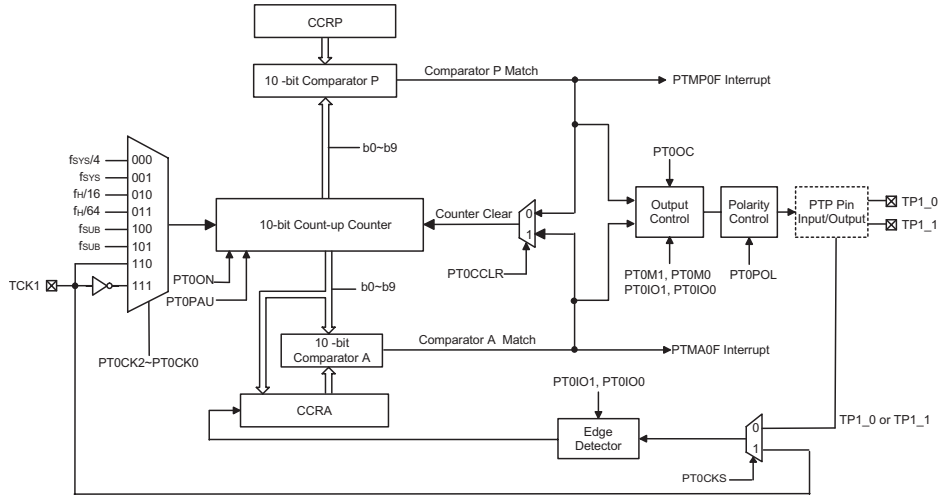 CCRP
10 -bit Comparator P
Comparator P Match
PTMP0F Interrupt
b0~b9
fSYS/4
000
fSYS
001
fH/16
010
fH/64
011
fSUB
100
fSUB
101
110
111
TCK1
PT0CK2~PT0CK0
10-bit Count-up Counter
PT0ON
PT0PAU
Counter Clear
0
1
PT0CCLR
PT0OC
Output
Control
PT0M1, PT0M0
PT0IO1, PT0IO0
Polarity
Control
PT0POL
PTP Pin
Input/Output
TP1_0
TP1_1
b0~b9
10 -bit
Comparator A
Comparator A Match
PTMA0F Interrupt
CCRA
PT0IO1, PT0IO0
Edge
Detector
0
1
PT0CKS
TP1_0 or TP1_1